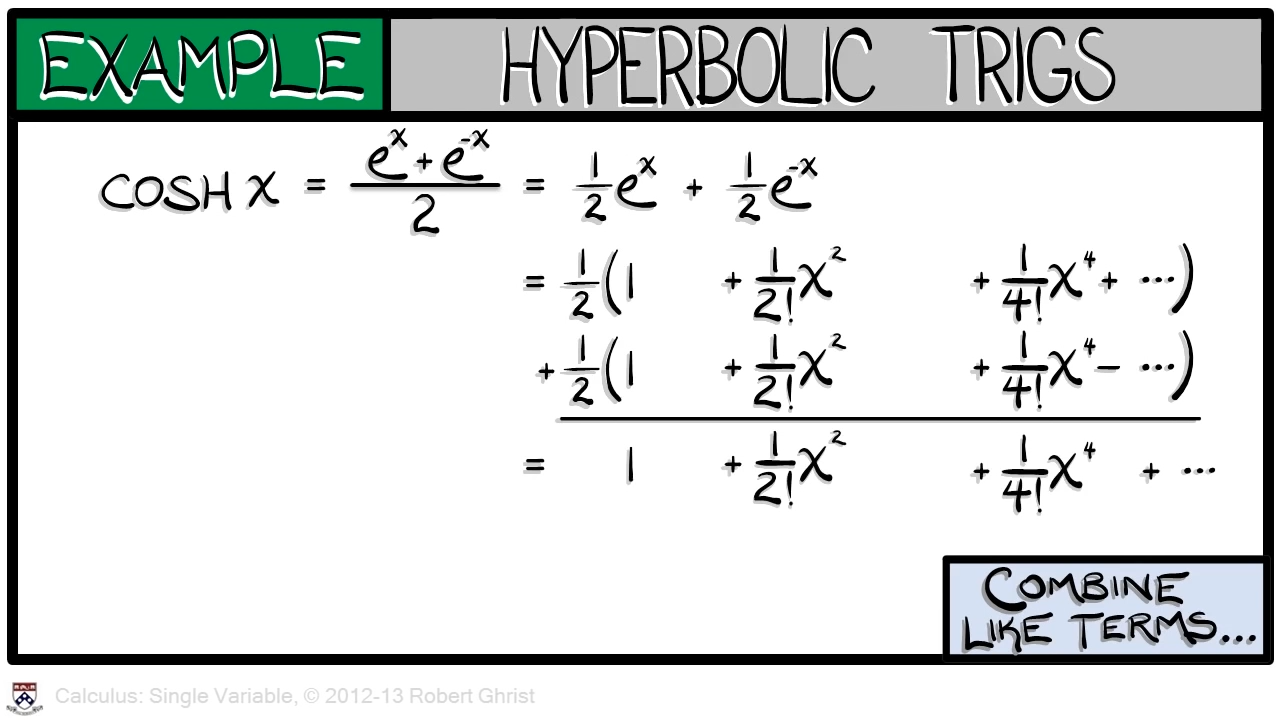 EXAMPLE HYPERBOLIC TRIGS
COSH x = (e^x + e^-x)/2 = 1/2 e^x + 1/2 e^-x
= 1/2 (1 + 1/2! x^2 + 1/4! x^4 + ...)
+ 1/2 (1 + 1/2! x^2 + 1/4! x^4 - ...)
= 1 + 1/2! x^2 + 1/4! x^4 + ...
COMBINE
LIKE TERMS...
Calculus: Single Variable, © 2012-13 Robert Ghrist